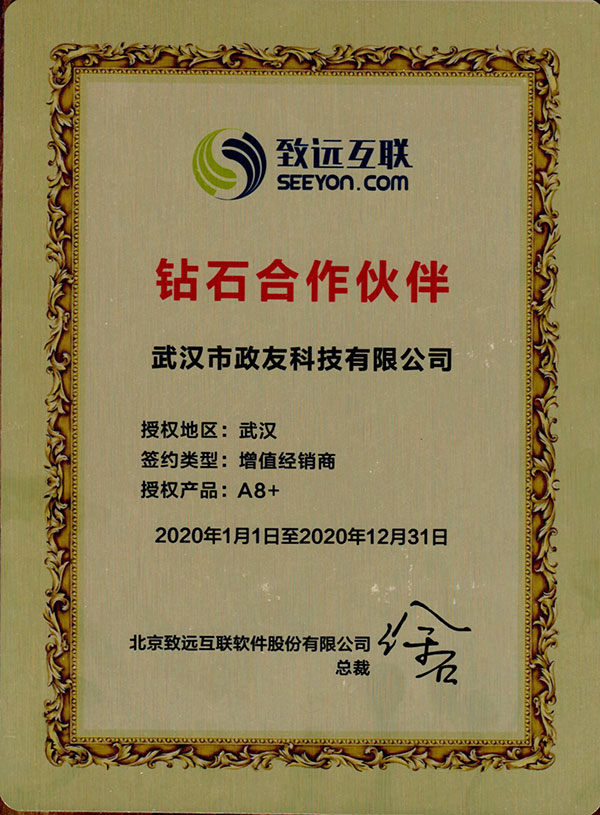 致远互联
SEEYON.COM
钻石合作伙伴
武汉市政友科技有限公司
授权地区：武汉
签约类型：增值经销商
授权产品：A8+
2020年1月1日至2020年12月31日
北京致远互联软件股份有限公司
总裁